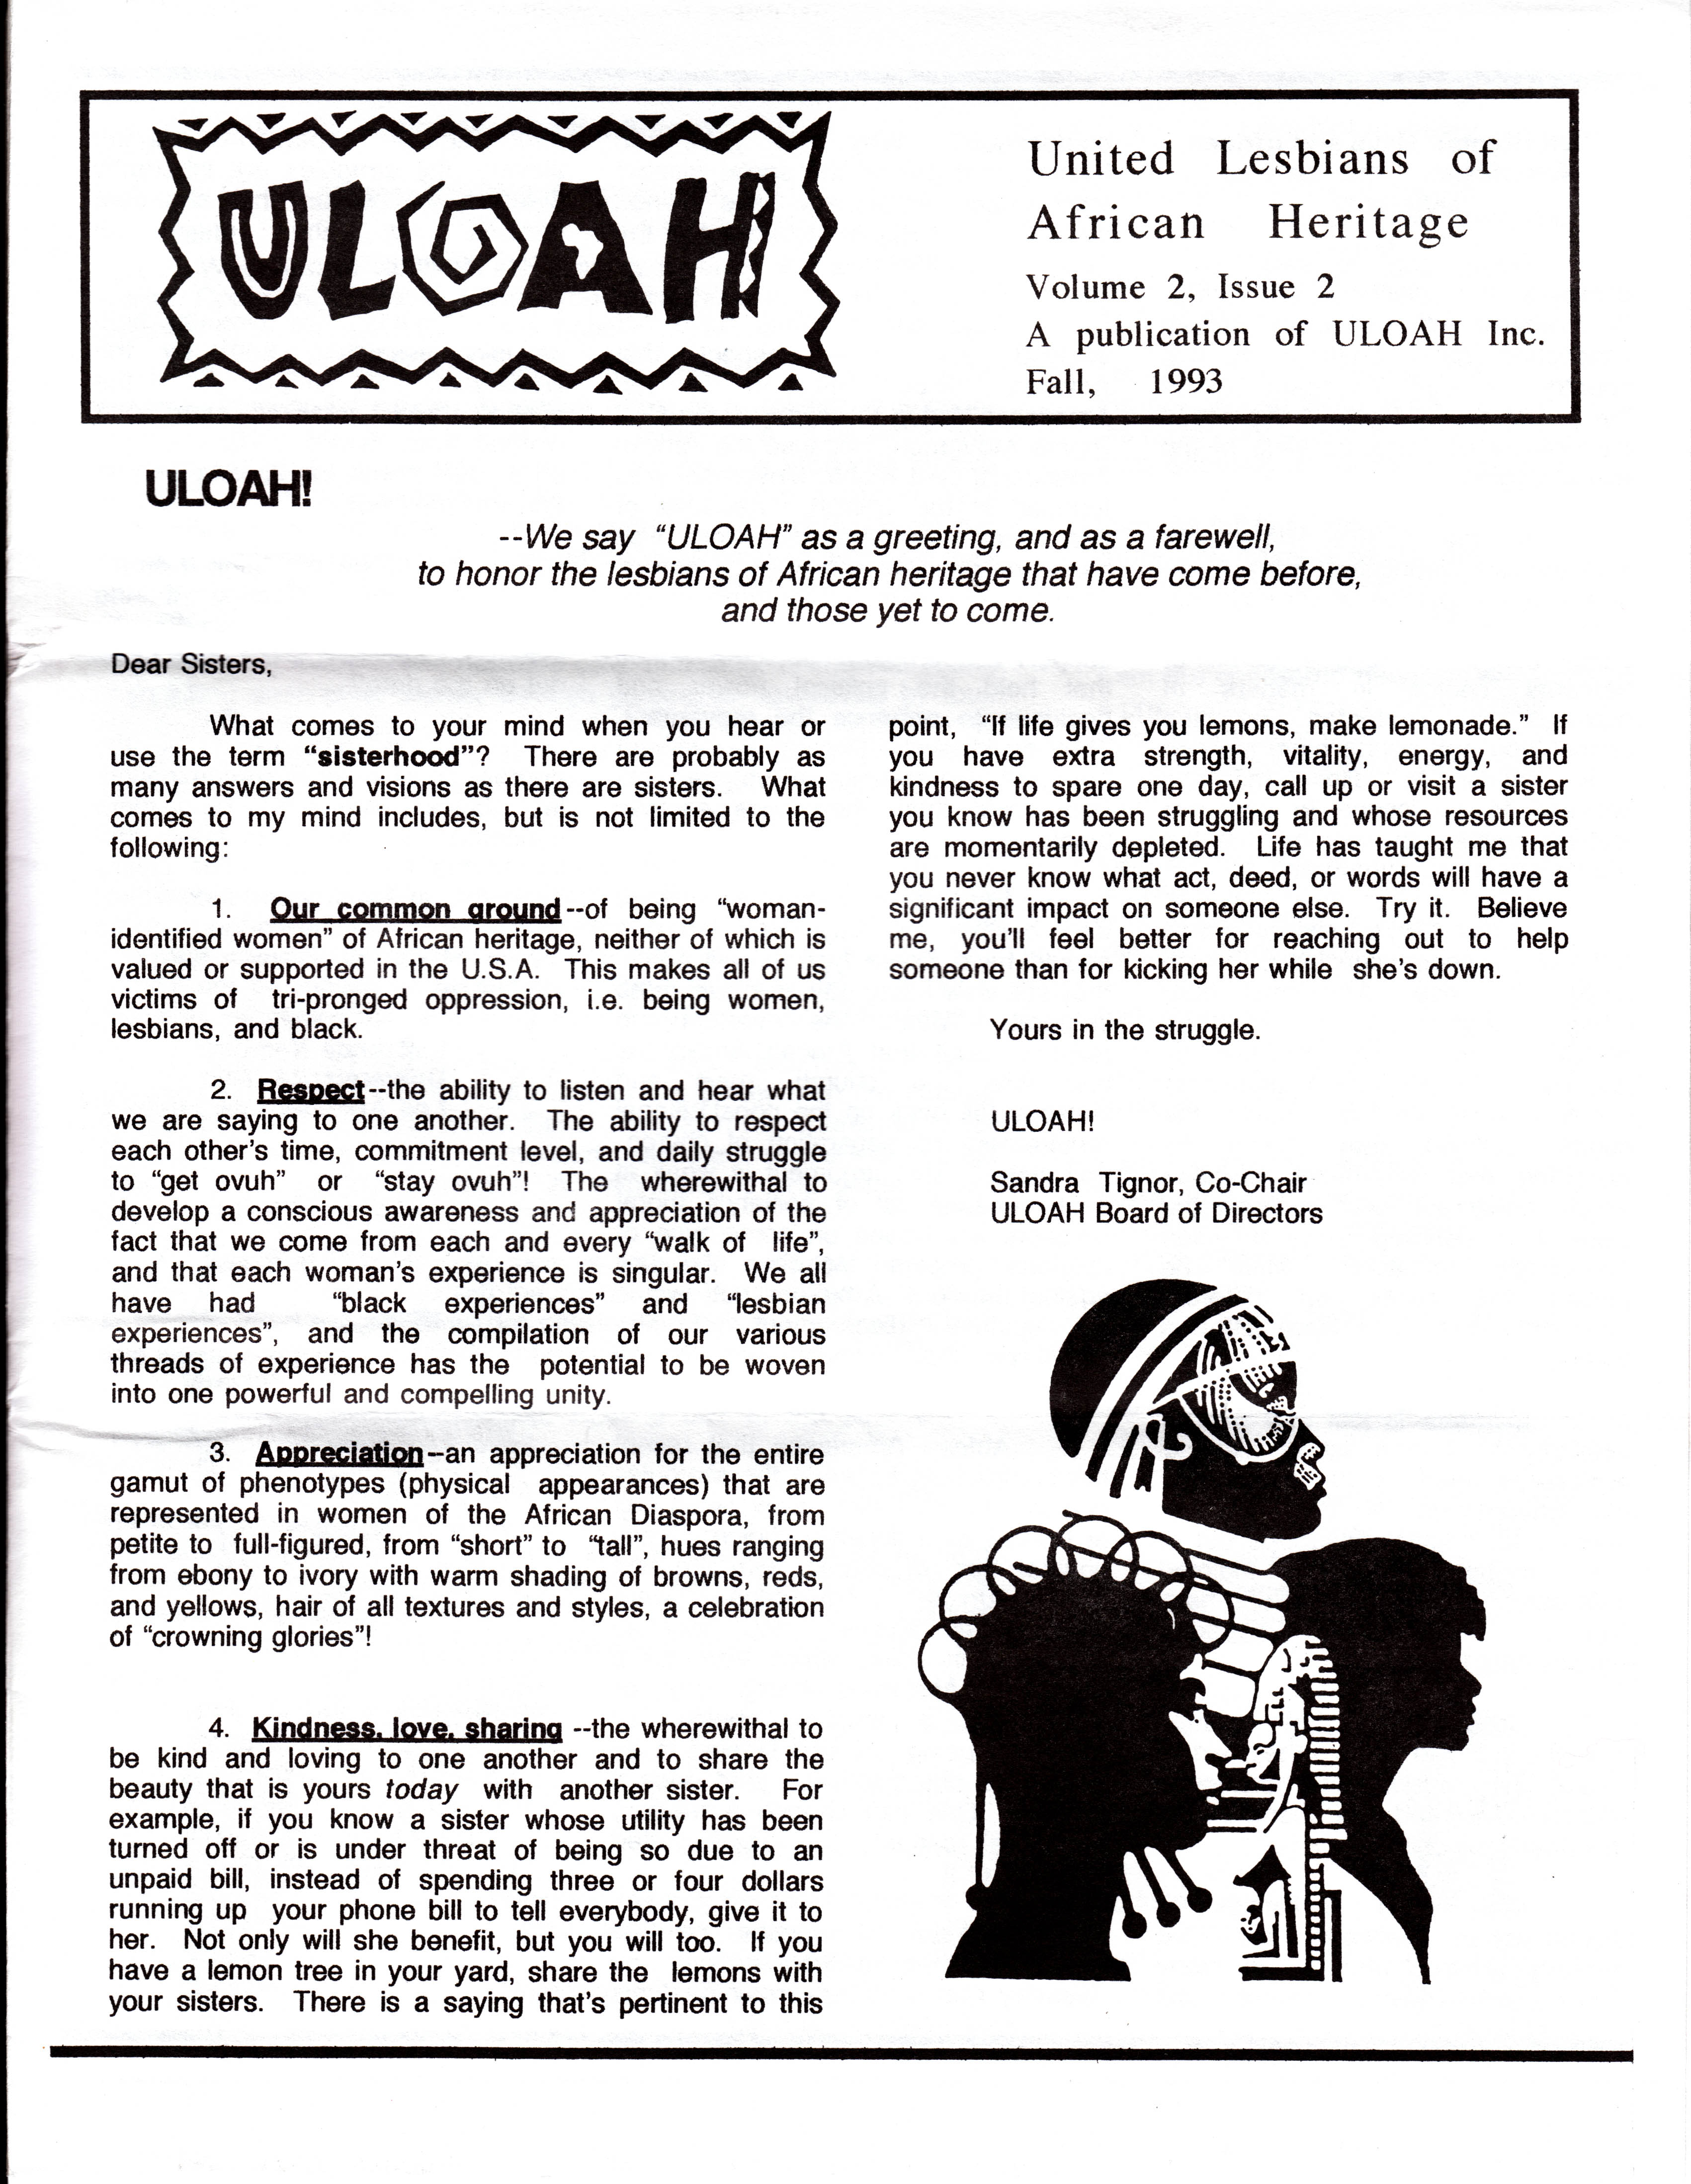 ULOAH
United Lesbians of
African Heritage
Volume 2, Issue 2
A publication of ULOAH Inc.
Fall, 1993
ULOAH!
--We say "ULOAH" as a greeting, and as a farewell,
to honor the lesbians of African heritage that have come before,
and those yet to come.
Dear Sisters,
What comes to your mind when you hear or
use the term "sisterhood"? There are probably as
many answers and visions as there are sisters. What
comes to my mind includes, but is not limited to the
following:
1. Our common ground--of being "woman-
identified women" of African heritage, neither of which is
valued or supported in the U.S.A. This makes all of us
victims of tri-pronged oppression, i.e. being women,
lesbians, and black.
2. Respect--the ability to listen and hear what
we are saying to one another. The ability to respect
each other's time, commitment level, and daily struggle
to "get ovuh" or "stay ovuh"! The wherewithal to
develop a conscious awareness and appreciation of the
fact that we come from each and every "walk of life",
and that each woman's experience is singular. We all
have had "black experiences" and "lesbian
experiences", and the compilation of our various
threads of experience has the potential to be woven
into one powerful and compelling unity.
3. Appreciation--an appreciation for the entire
gamut of phenotypes (physical appearances) that are
represented in women of the African Diaspora, from
petite to full-figured, from "short" to "tall", hues ranging
from ebony to ivory with warm shading of browns, reds,
and yellows, hair of all textures and styles, a celebration
of "crowning glories"!
4. Kindness, love, sharing --the wherewithal to
be kind and loving to one another and to share the
beauty that is yours today with another sister. For
example, if you know a sister whose utility has been
turned off or is under threat of being so due to an
unpaid bill, instead of spending three or four dollars
running up your phone bill to tell everybody, give it to
her. Not only will she benefit, but you will too. If you
have a lemon tree in your yard, share the lemons with
your sisters. There is a saying that's pertinent to this
point, "If life gives you lemons, make lemonade." If
you have extra strength, vitality, energy, and
kindness to spare one day, call up or visit a sister
you know has been struggling and whose resources
are momentarily depleted. Life has taught me that
you never know what act, deed, or words will have a
significant impact on someone else. Try it. Believe
me, you'll feel better for reaching out to help
someone than for kicking her while she's down.
Yours in the struggle.
ULOAH!
Sandra Tignor, Co-Chair
ULOAH Board of Directors